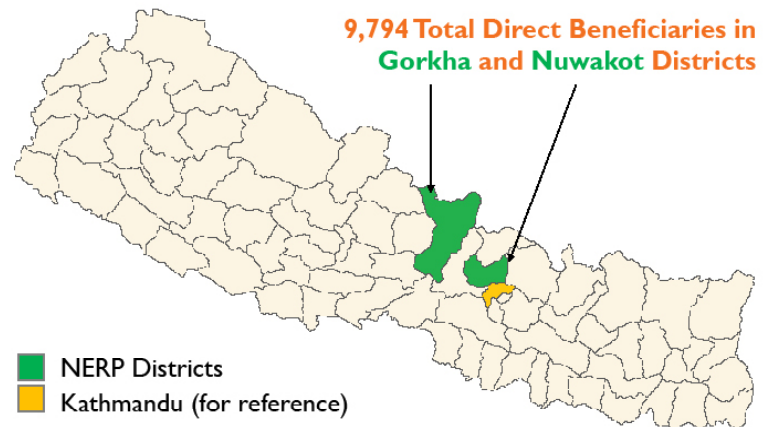 9,794 Total Direct Beneficiaries in
Gorkha and Nuwakot Districts
NERP Districts
Kathmandu (for reference)